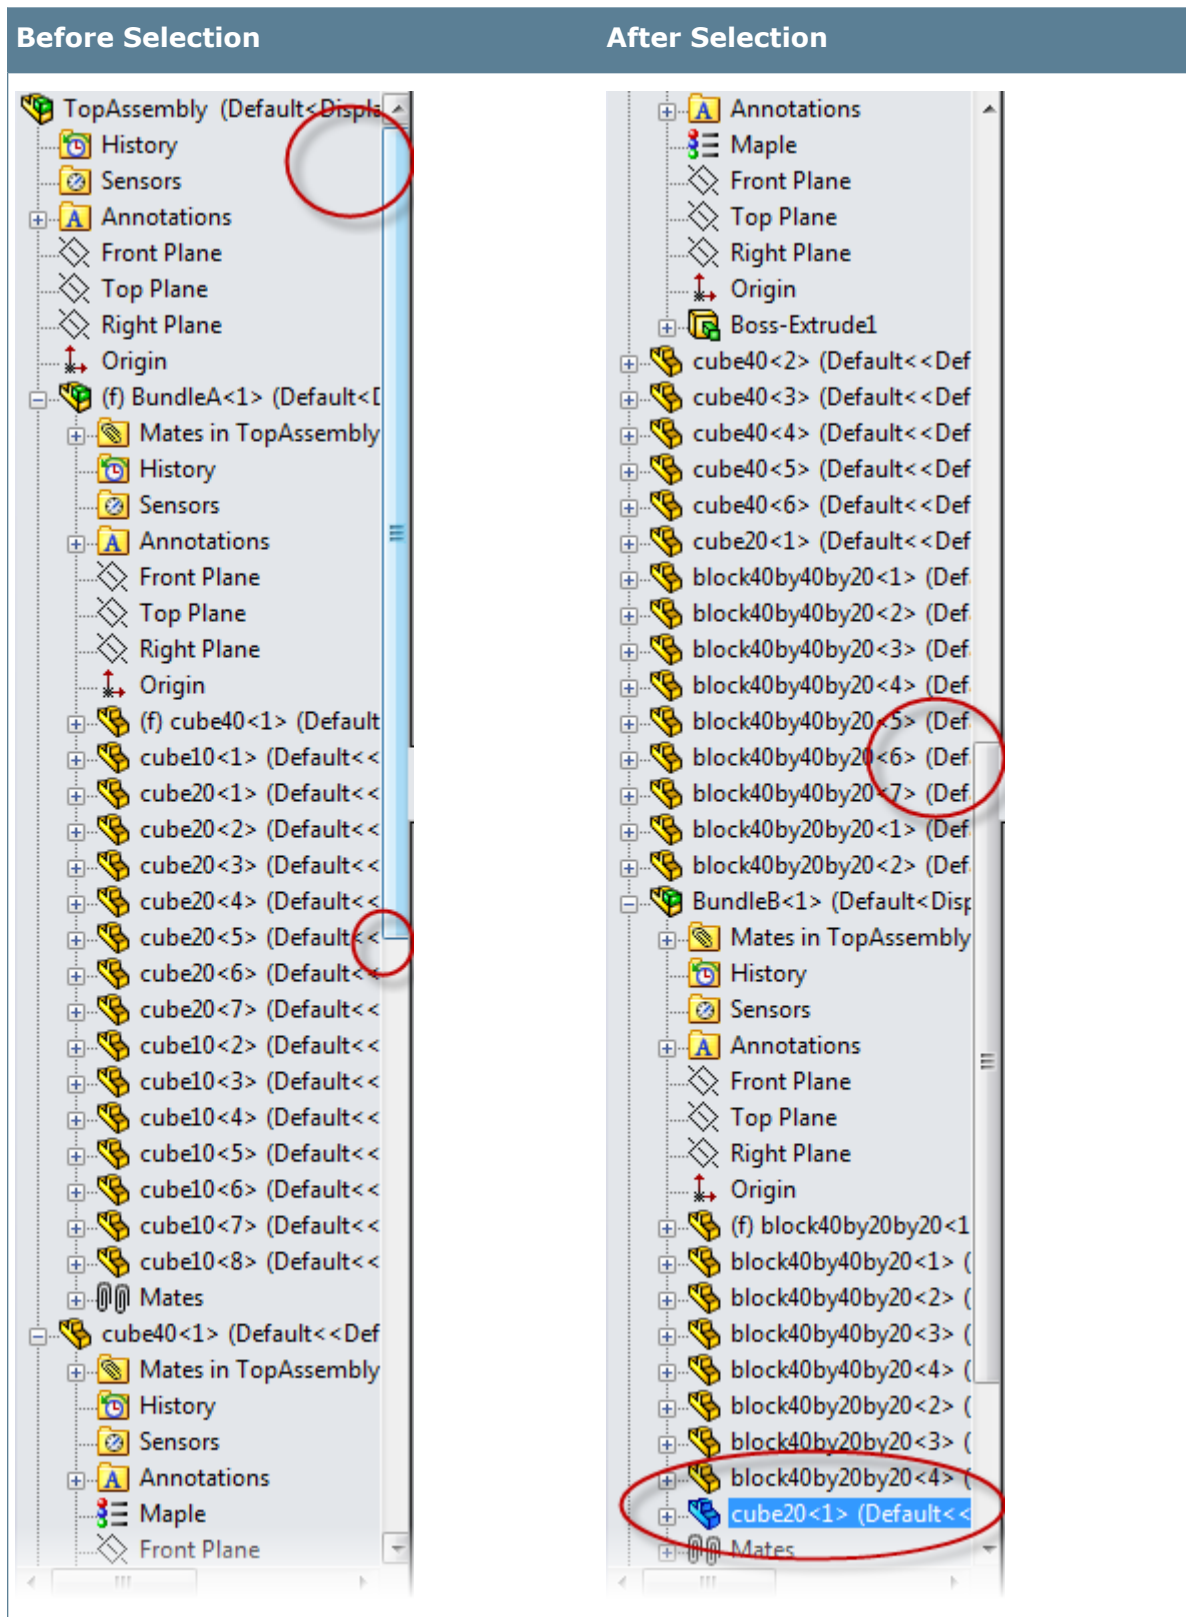 Before Selection
After Selection
TopAssembly (Default<Displa
History
Sensors
Annotations
Front Plane
Top Plane
Right Plane
Origin
(f) BundleA<1> (Default<D
Mates in TopAssembly
History
Sensors
Annotations
Front Plane
Top Plane
Right Plane
Origin
(f) cube40<1> (Default
cube10<1> (Default<<
cube20<1> (Default<<
cube20<2> (Default<<
cube20<3> (Default<<
cube20<4> (Default<<
cube20<5> (Default<<
cube20<6> (Default<<
cube20<7> (Default<<
cube10<2> (Default<<
cube10<3> (Default<<
cube10<4> (Default<<
cube10<5> (Default<<
cube10<6> (Default<<
cube10<7> (Default<<
cube10<8> (Default<<
Mates
cube40<1> (Default<<Def
Mates in TopAssembly
History
Sensors
Annotations
Maple
Front Plane
Annotations
Maple
Front Plane
Top Plane
Right Plane
Origin
Boss-Extrude1
cube40<2> (Default<<Def
cube40<3> (Default<<Def
cube40<4> (Default<<Def
cube40<5> (Default<<Def
cube40<6> (Default<<Def
cube20<1> (Default<<Def
block40by40by20<1> (Def
block40by40by20<2> (Def
block40by40by20<3> (Def
block40by40by20<4> (Def
block40by40by20<5> (Def
block40by40by20<6> (Def
block40by40by20<7> (Def
block40by20by20<1> (Def
block40by20by20<2> (Def
BundleB<1> (Default<Disp
Mates in TopAssembly
History
Sensors
Annotations
Front Plane
Top Plane
Right Plane
Origin
(f) block40by20by20<1
block40by40by20<1> (
block40by40by20<2> (
block40by40by20<3> (
block40by40by20<4> (
block40by20by20<2> (
block40by20by20<3> (
block40by20by20<4> (
cube20<1> (Default<<
Mates